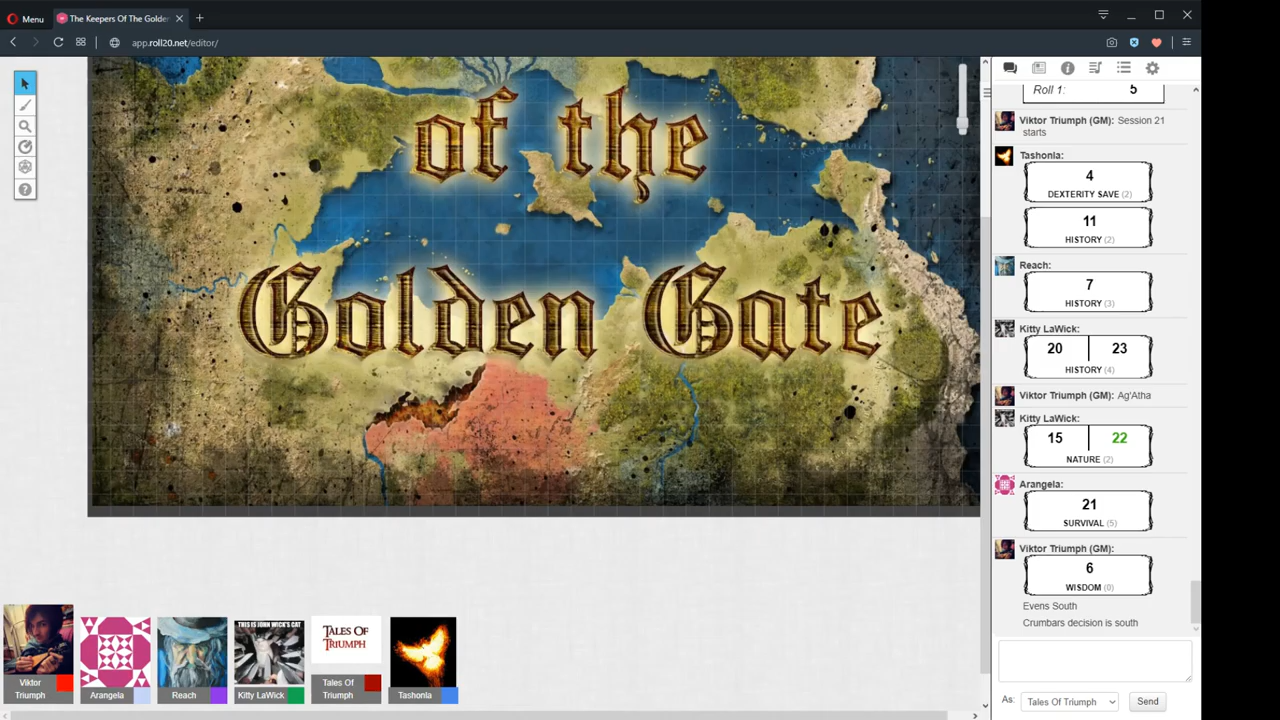 Menu
The Keepers Of The Golden
app.roll20.net/editor/
of the
Golden Gate
Roll 1: 5
Viktor Triumph (GM): Session 21
starts
Tashonia:
4
DEXTERITY SAVE (2)
11
HISTORY (2)
Reach:
7
HISTORY (3)
Kitty LaWick:
20 23
HISTORY (4)
Viktor Triumph (GM): Ag'Atha
Kitty LaWick:
15 22
NATURE (2)
Arangela:
21
SURVIVAL (5)
Viktor Triumph (GM):
6
WISDOM (0)
Evens South
Crumbars decision is south
THIS IS JOHN WICK'S CAT
TALES OF
TRIUMPH
Viktor
Triumph
Arangela
Reach
Kitty LaWick
Tales Of
Triumph
Tashonia
As: Tales Of Triumph
Send